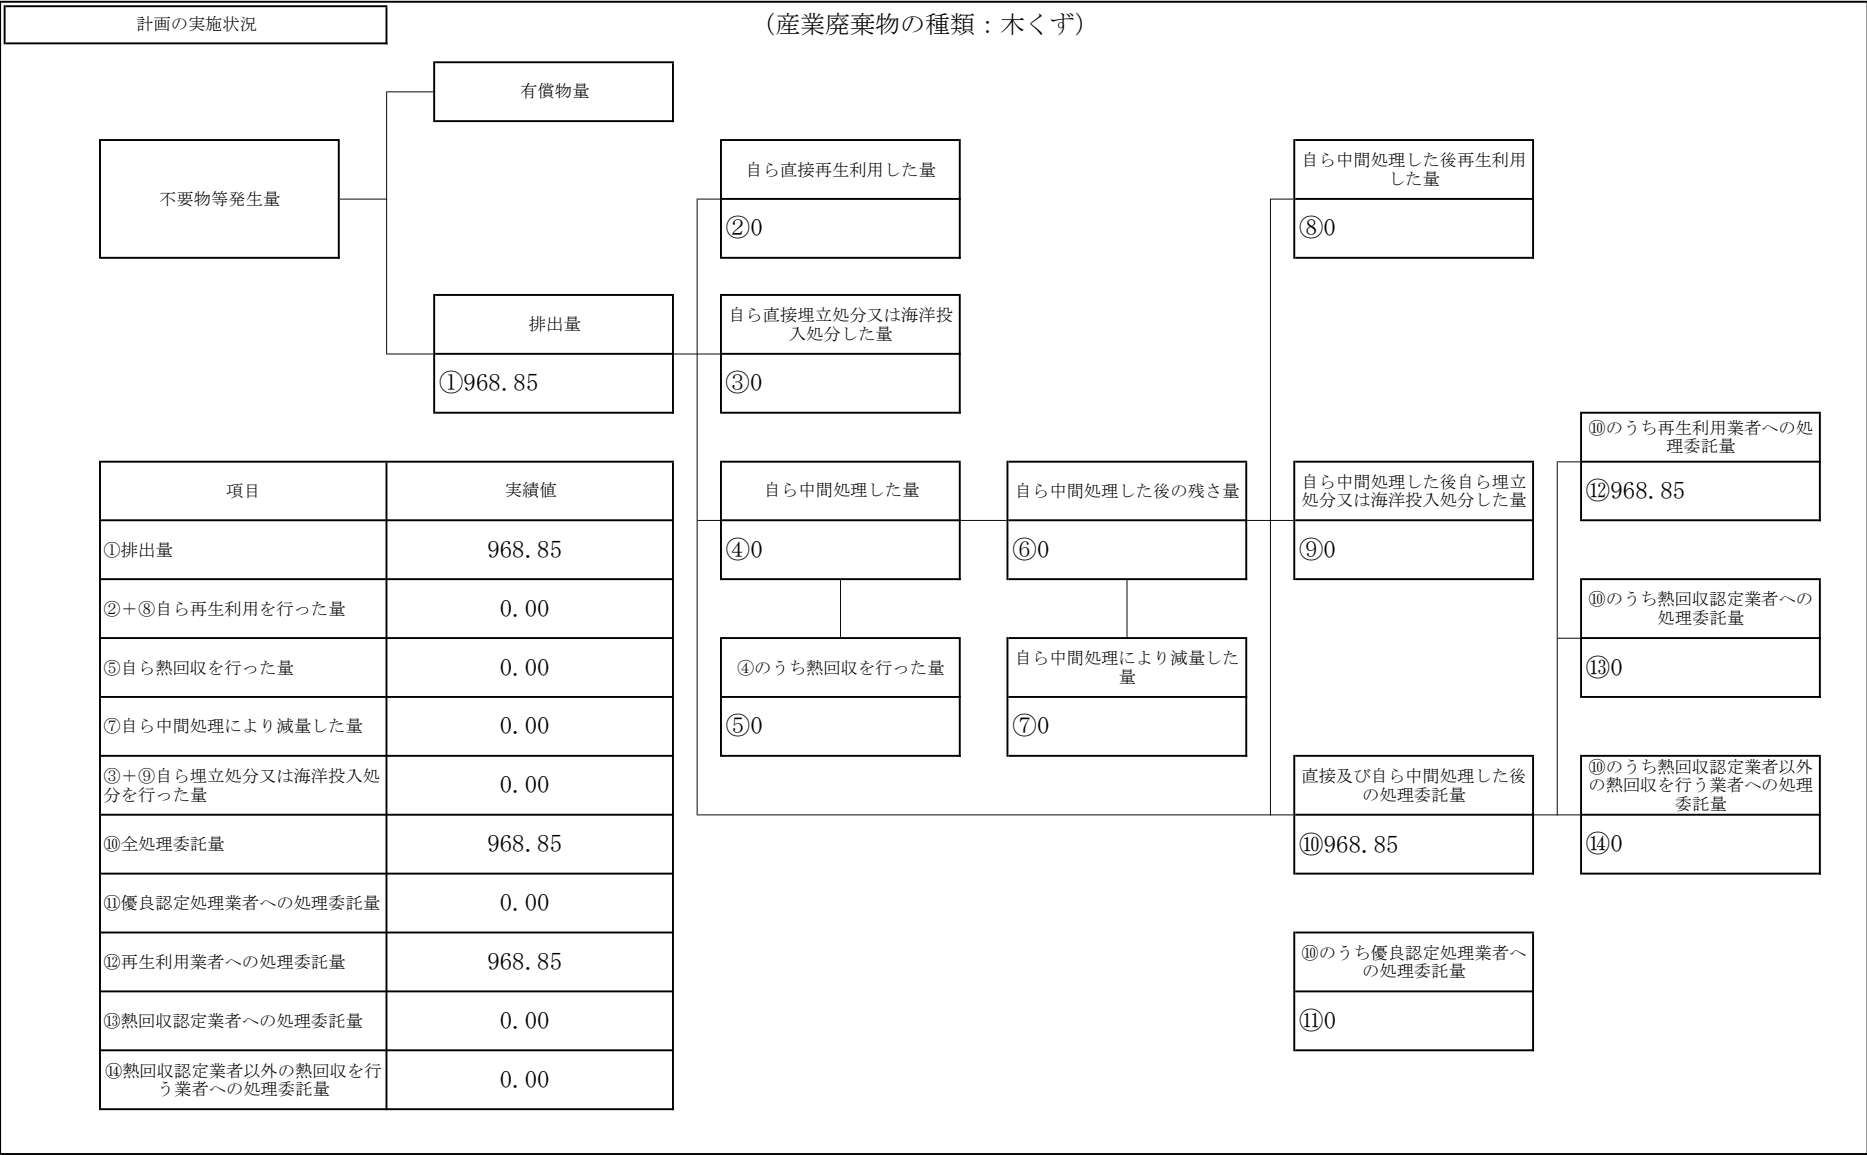 計画の実施状況
（産業廃棄物の種類：木くず）
有償物量
不要物等発生量
自ら直接再生利用した量
②0
自ら中間処理した後再生利用
した量
⑧0
排出量
①968.85
自ら直接埋立処分又は海洋投
入処分した量
③0
⑩のうち再生利用業者への処
理委託量
⑫968.85
自ら中間処理した量
④0
自ら中間処理した後の残さ量
⑥0
自ら中間処理した後自ら埋立
処分又は海洋投入処分した量
⑨0
⑩のうち熱回収認定業者への
処理委託量
⑬0
④のうち熱回収を行った量
⑤0
自ら中間処理により減量した
量
⑦0
直接及び自ら中間処理した後
の処理委託量
⑩968.85
⑩のうち熱回収認定業者以外
の熱回収を行う業者への処理
委託量
⑭0
⑩のうち優良認定処理業者へ
の処理委託量
⑪0
項目 実績値
①排出量 968.85
②＋⑧自ら再生利用を行った量 0.00
⑤自ら熱回収を行った量 0.00
⑦自ら中間処理により減量した量 0.00
③＋⑨自ら埋立処分又は海洋投入処
分を行った量 0.00
⑩全処理委託量 968.85
⑪優良認定処理業者への処理委託量 0.00
⑫再生利用業者への処理委託量 968.85
⑬熱回収認定業者への処理委託量 0.00
⑭熱回収認定業者以外の熱回収を行
う業者への処理委託量 0.00